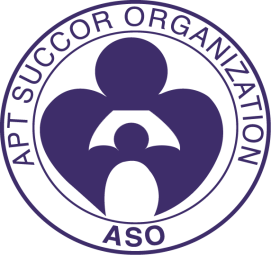 APT SUCCOR ORGANIZATION
ASO